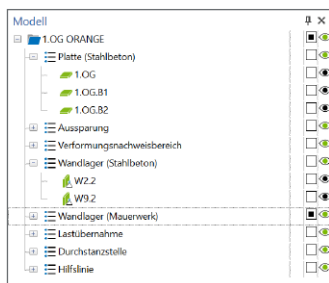 Modell
1.OG ORANGE
Platte (Stahlbeton)
1.OG
1.OG.B1
1.OG.B2
Aussparung
Verformungsnachweisbereich
Wandlager (Stahlbeton)
W2.2
W9.2
Wandlager (Mauerwerk)
Lastübernahme
Durchstanzstelle
Hilfslinie